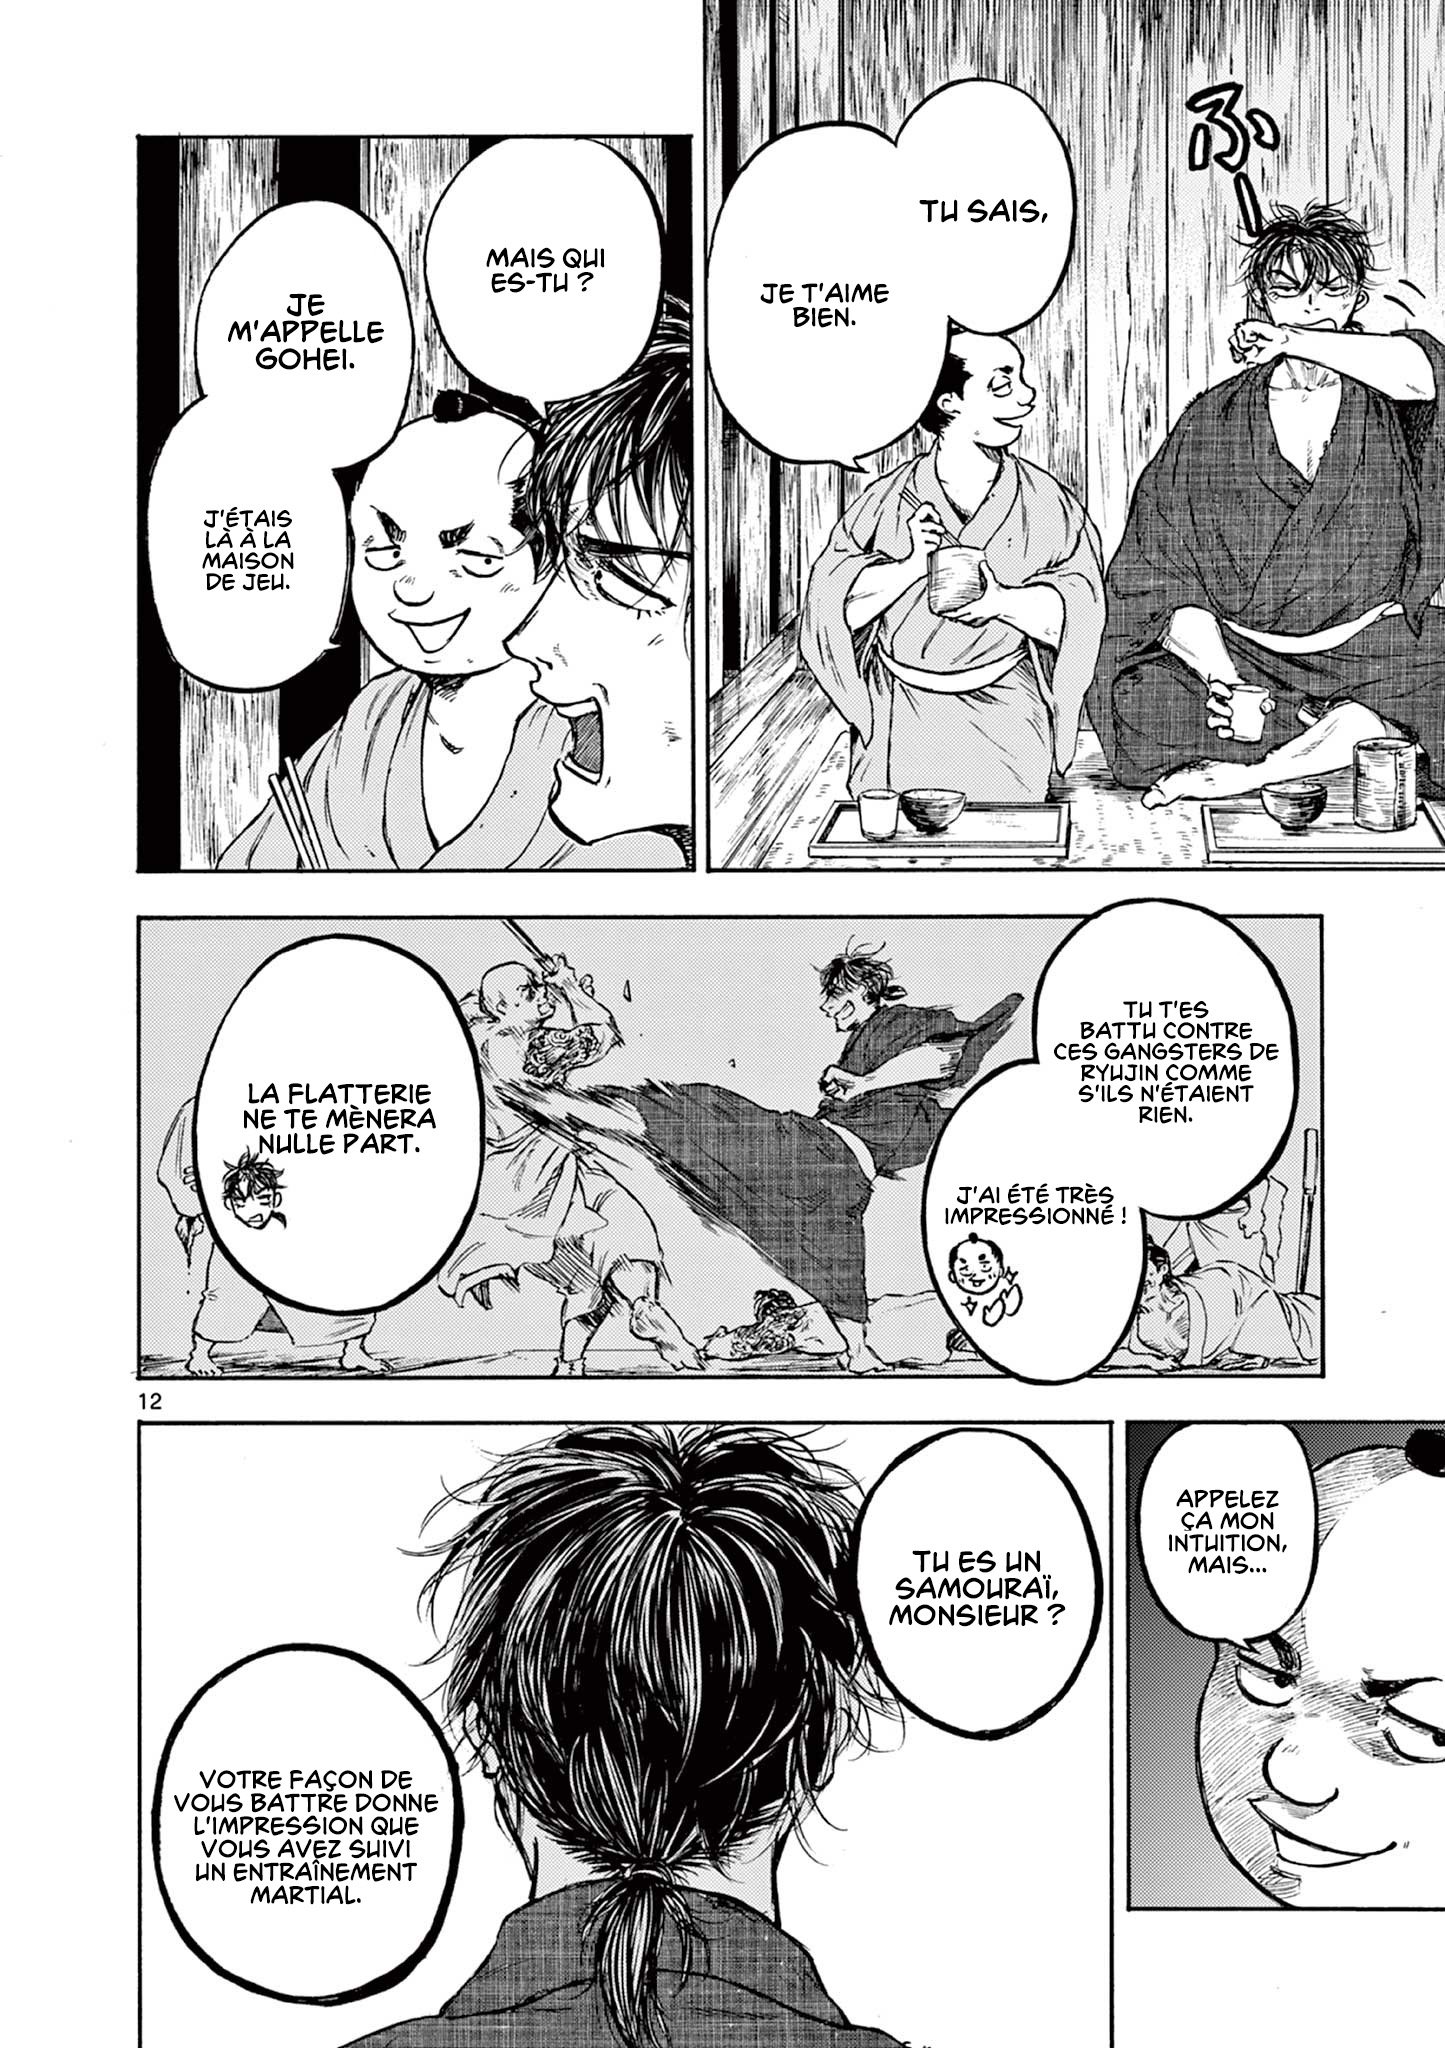 ふぅー
TU SAIS,
JE T'AIME
BIEN.
MAIS QUI
ES-TU ?
JE
M'APPELLE
GOHEI.
J'ÉTAIS
LÀ À LA
MAISON
DE JEU.
TU T'ES
BATTU CONTRE
CES GANGSTERS DE
RYUJIN COMME
S'ILS N'ÉTAIENT
RIEN.
J'AI ÉTÉ TRÈS
IMPRESSIONNÉ !
LA FLATTERIE
NE TE MÈNERA
NULLE PART.
12
APPELEZ
ÇA MON
INTUITION,
MAIS...
TU ES UN
SAMOURAÏ,
MONSIEUR ?
VOTRE FAÇON DE
VOUS BATTRE DONNE
L'IMPRESSION QUE
VOUS AVEZ SUIVI
UN ENTRAÎNEMENT
MARTIAL.